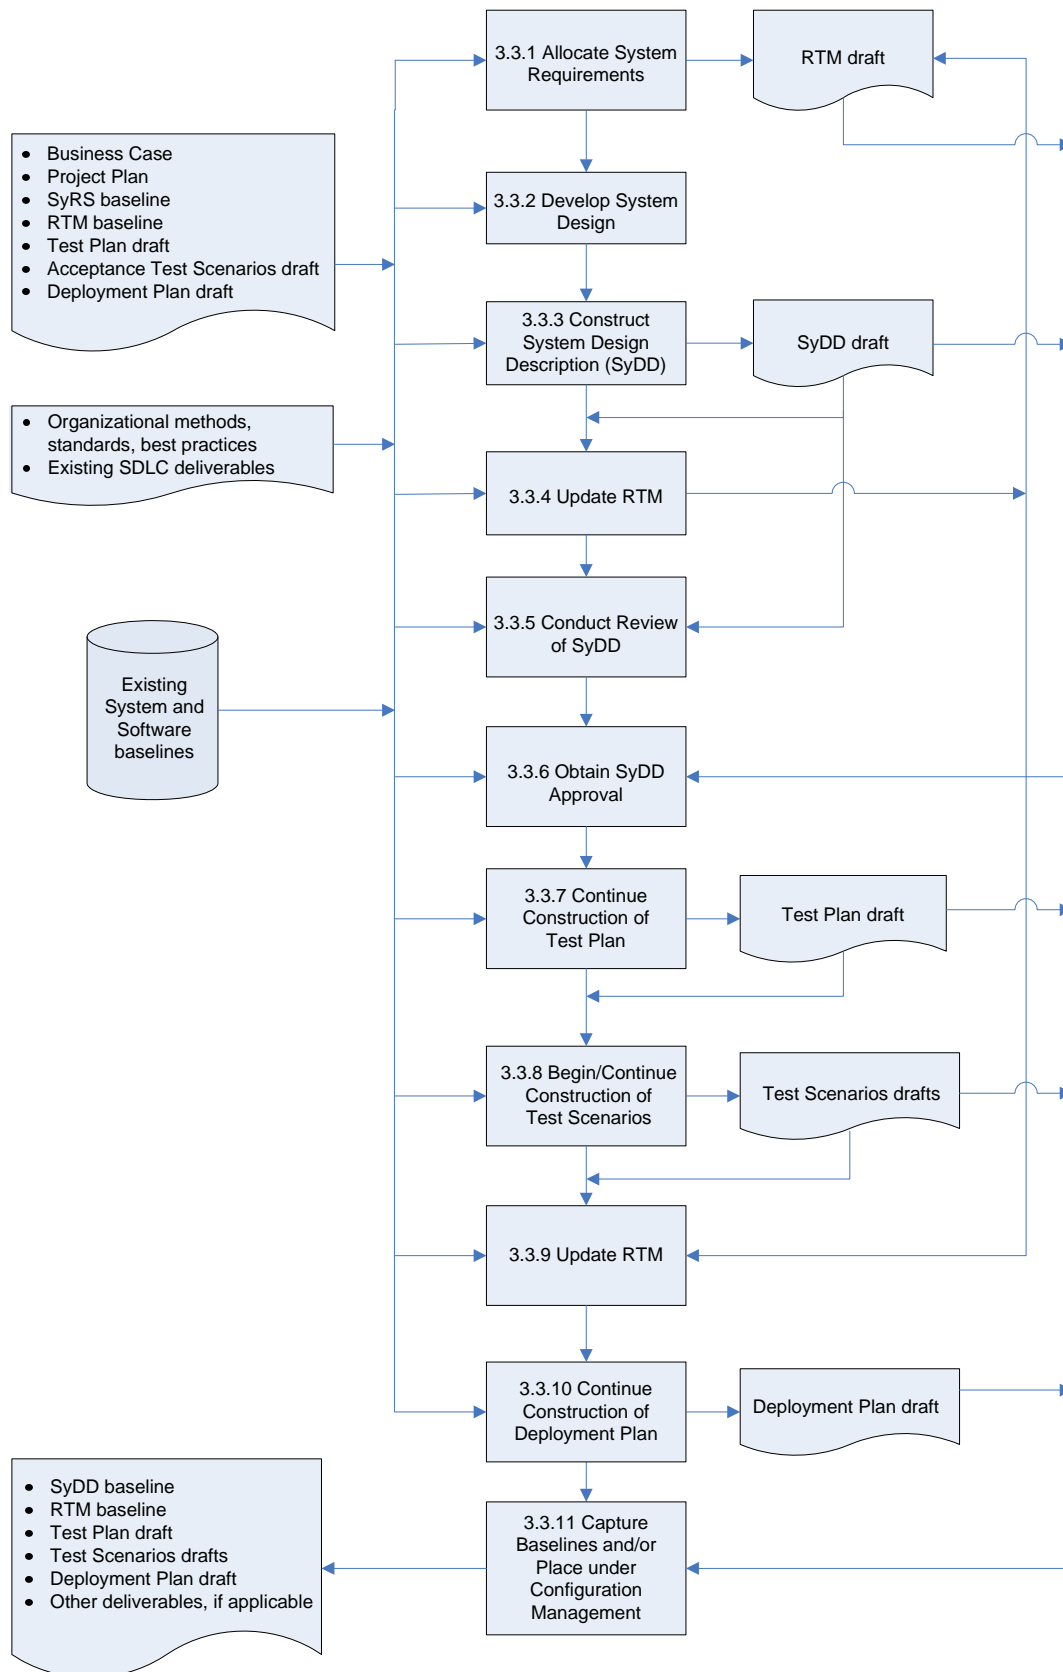 3.3.1 Allocate System
Requirements
RTM draft
• Business Case
• Project Plan
• SyRS baseline
• RTM baseline
• Test Plan draft
• Acceptance Test Scenarios draft
• Deployment Plan draft
3.3.2 Develop System
Design
3.3.3 Construct
System Design
Description (SyDD)
SyDD draft
• Organizational methods,
standards, best practices
• Existing SDLC deliverables
3.3.4 Update RTM
3.3.5 Conduct Review
of SyDD
Existing
System and
Software
baselines
3.3.6 Obtain SyDD
Approval
3.3.7 Continue
Construction of
Test Plan
Test Plan draft
3.3.8 Begin/Continue
Construction of
Test Scenarios
Test Scenarios drafts
3.3.9 Update RTM
3.3.10 Continue
Construction of
Deployment Plan
Deployment Plan draft
• SyDD baseline
• RTM baseline
• Test Plan draft
• Test Scenarios drafts
• Deployment Plan draft
• Other deliverables, if applicable
3.3.11 Capture
Baselines and/or
Place under
Configuration
Management